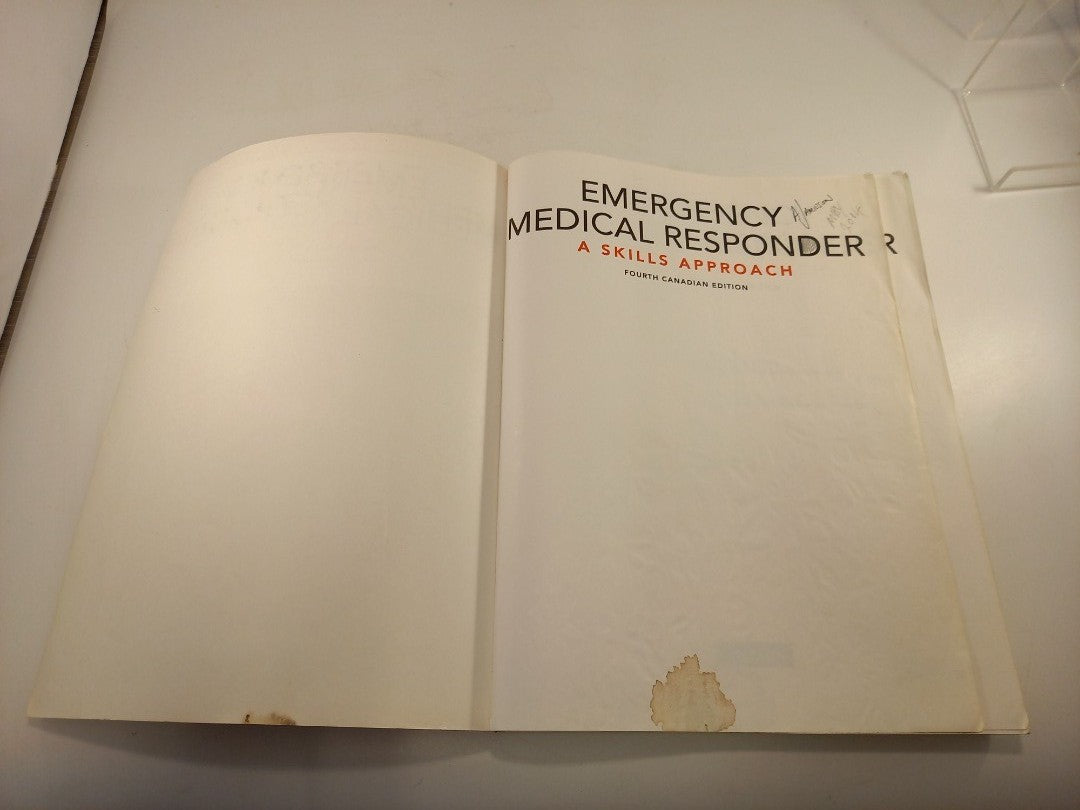 EMERGENCY
MEDICAL RESPONDER R
A SKILLS APPROACH
FOURTH CANADIAN EDITION